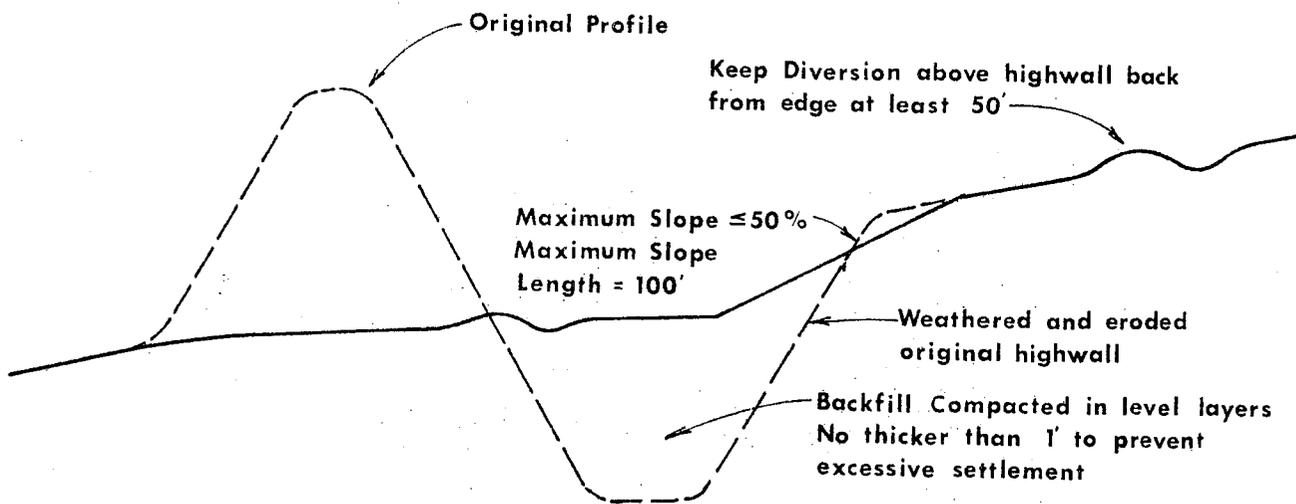 Original Profile
Keep Diversion above highwall back
from edge at least 50'
Maximum Slope ≤50%
Maximum Slope
Length = 100'
Weathered and eroded
original highwall
Backfill Compacted in level layers
No thicker than 1' to prevent
excessive settlement